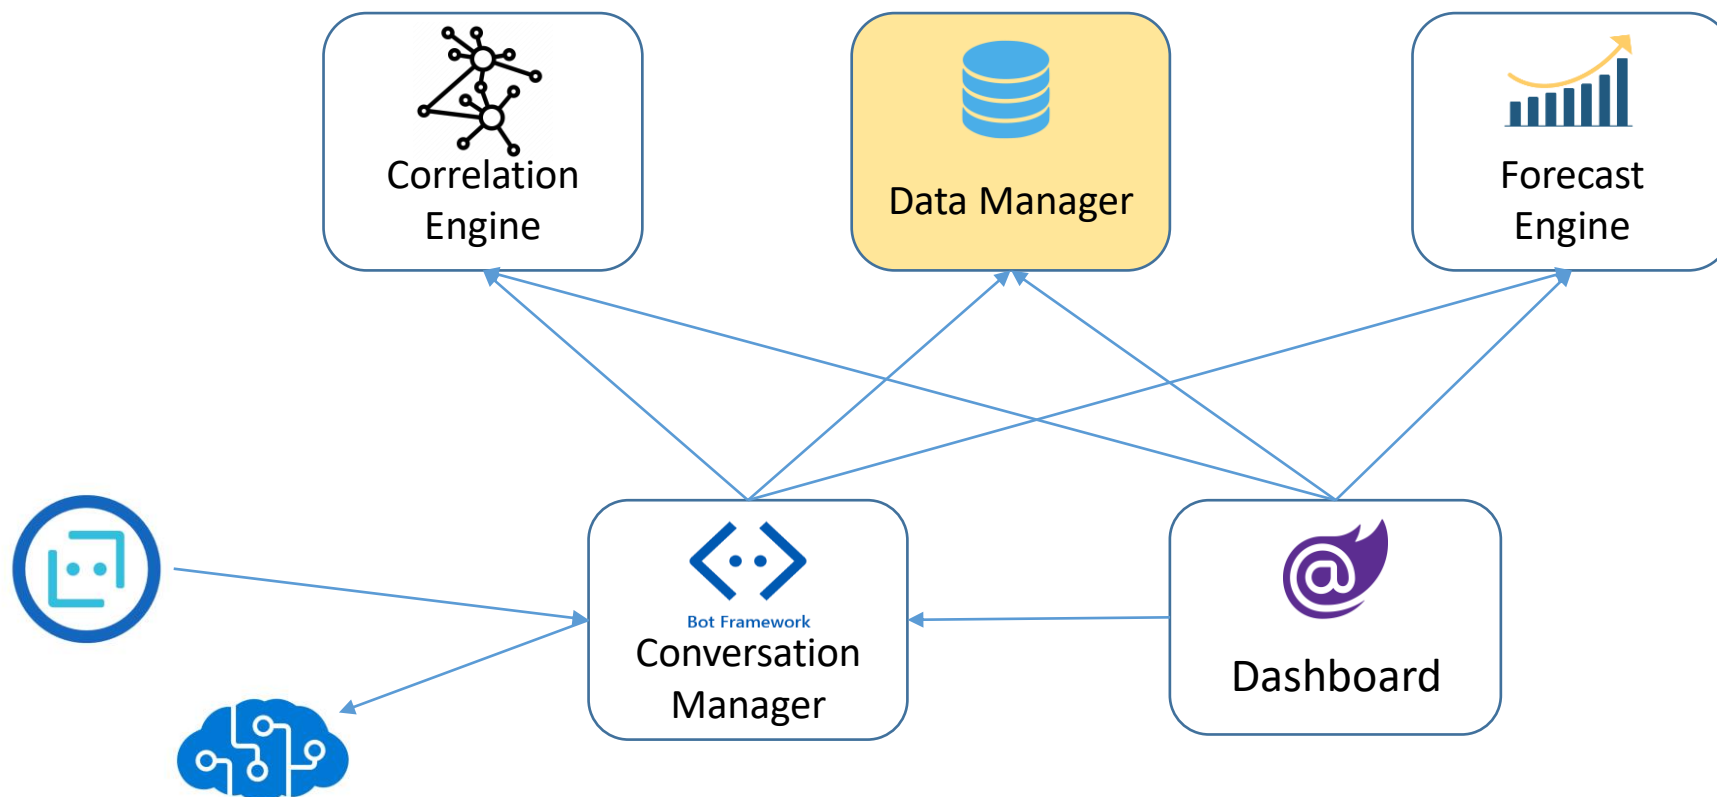 Correlation
Engine
Data Manager
Forecast
Engine
Bot Framework
Conversation
Manager
@
Dashboard